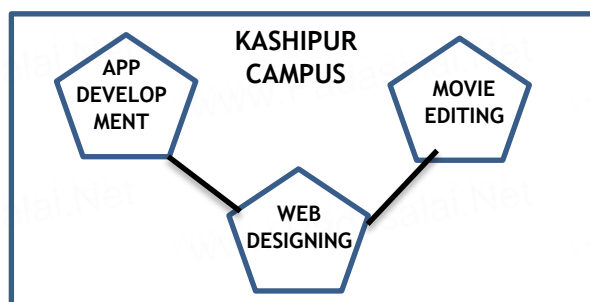 KASHIPUR
CAMPUS
APP
DEVELOP
MENT
MOVIE
EDITING
WEB
DESIGNING